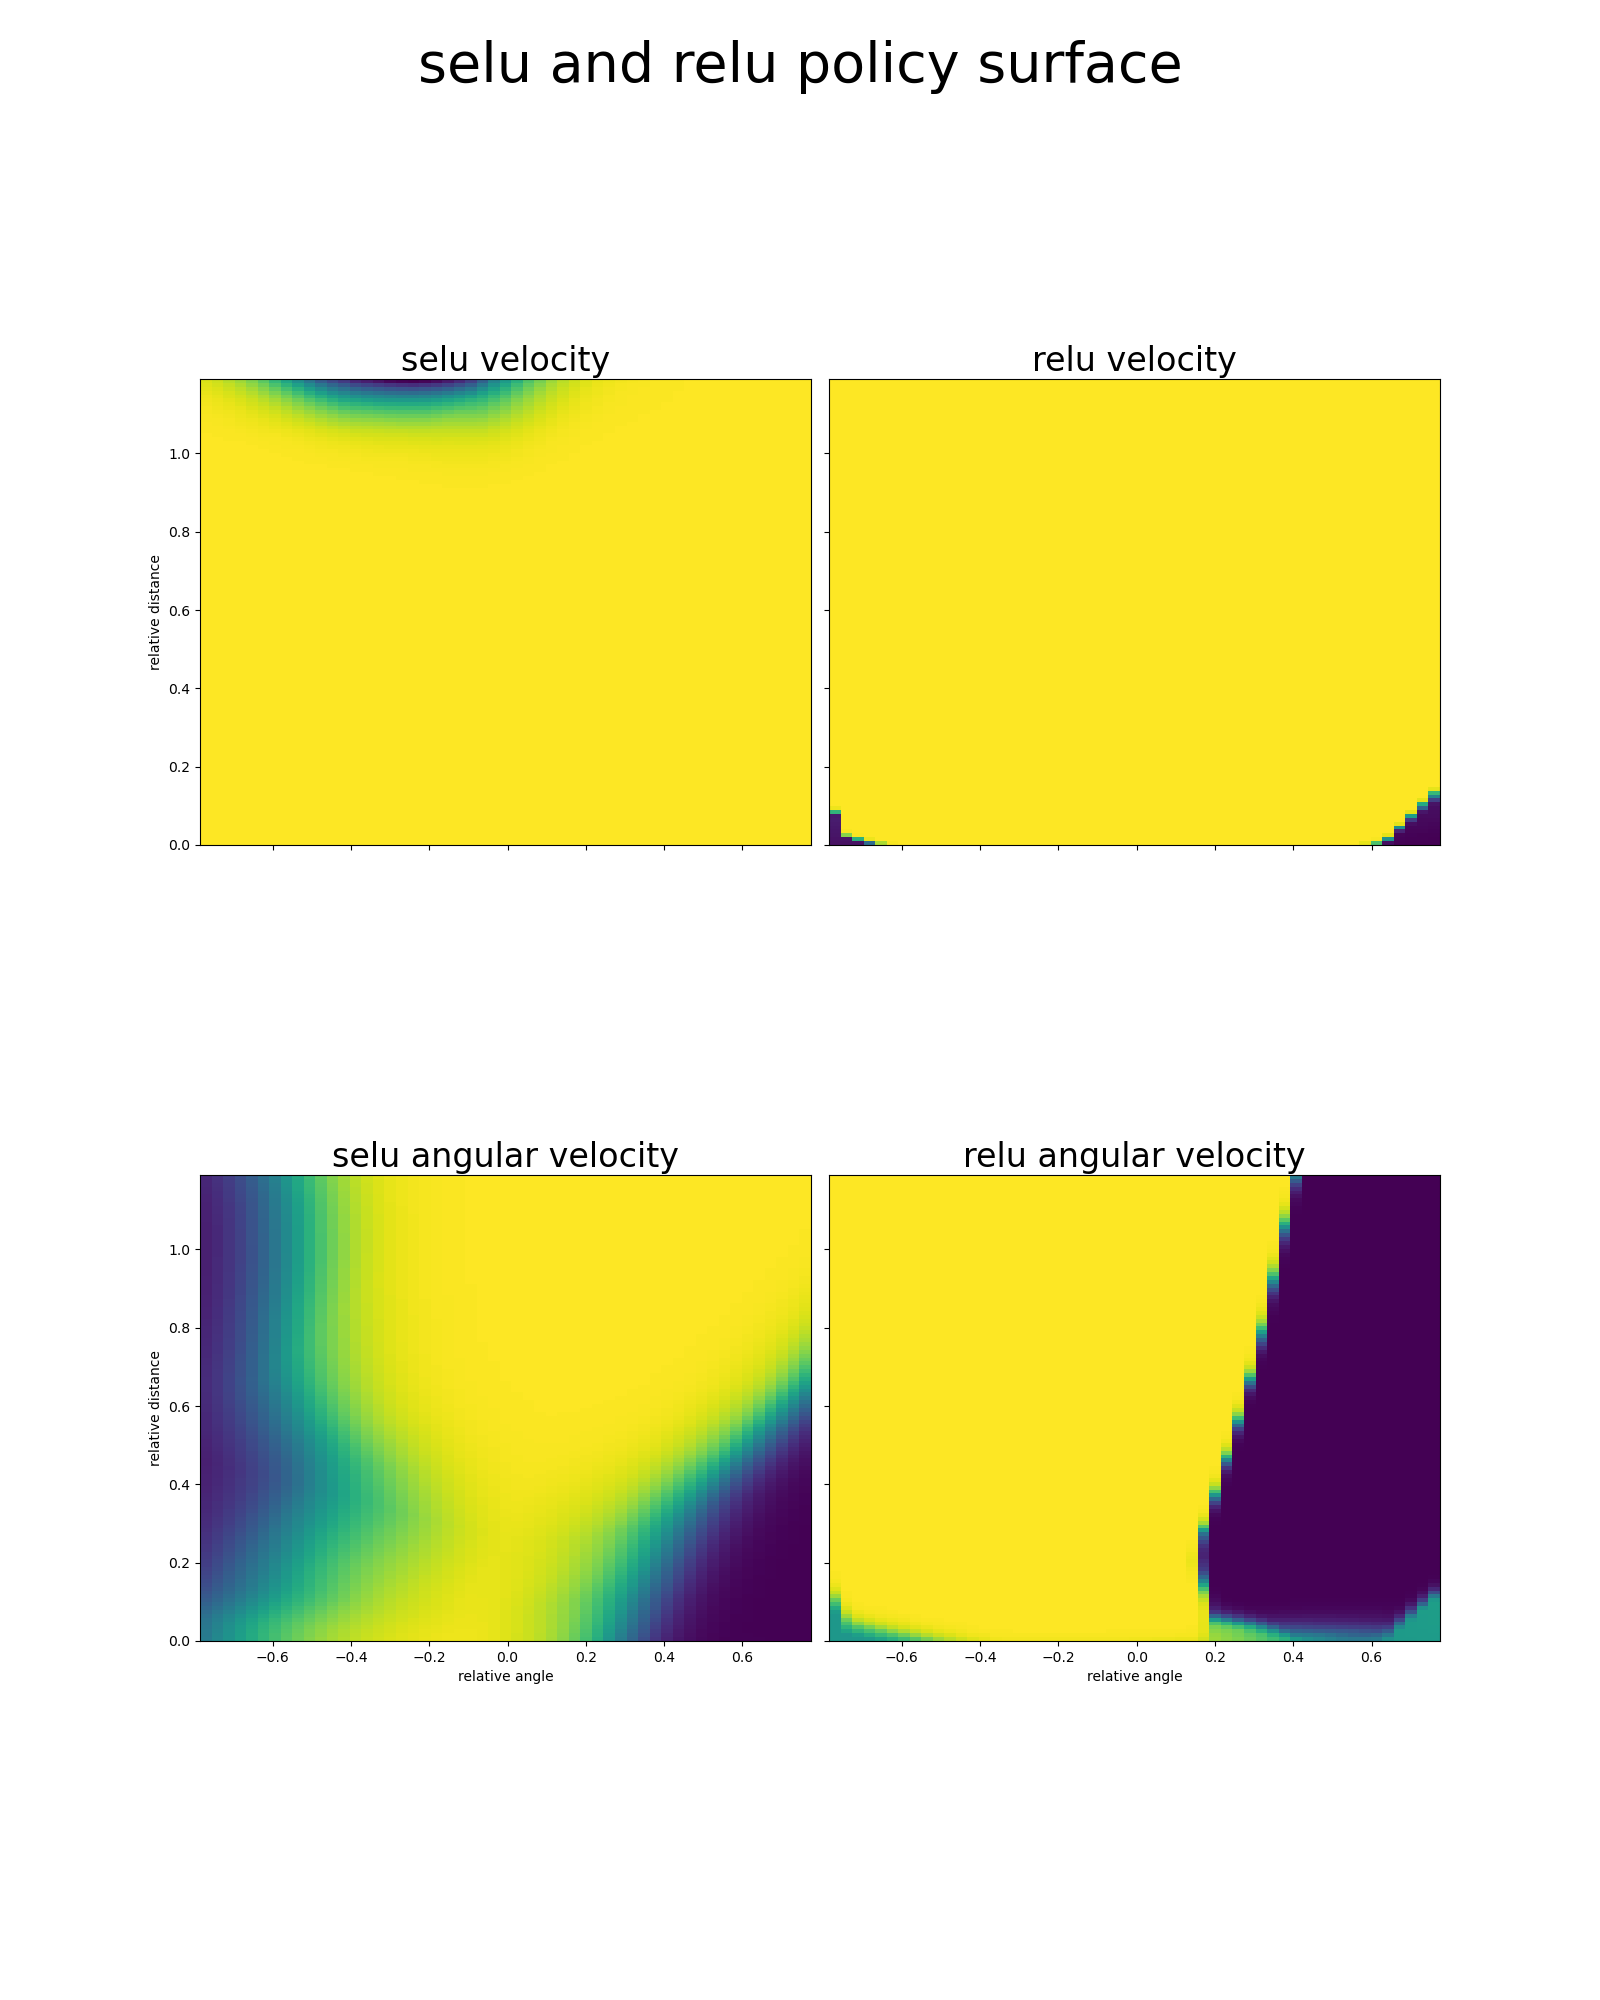 selu and relu policy surface
selu velocity
relu velocity
1.0
0.8
0.6
0.4
0.2
0.0
relative distance
selu angular velocity
relu angular velocity
1.0
0.8
0.6
0.4
0.2
0.0
relative distance
−0.6 −0.4 −0.2 0.0 0.2 0.4 0.6
relative angle
−0.6 −0.4 −0.2 0.0 0.2 0.4 0.6
relative angle